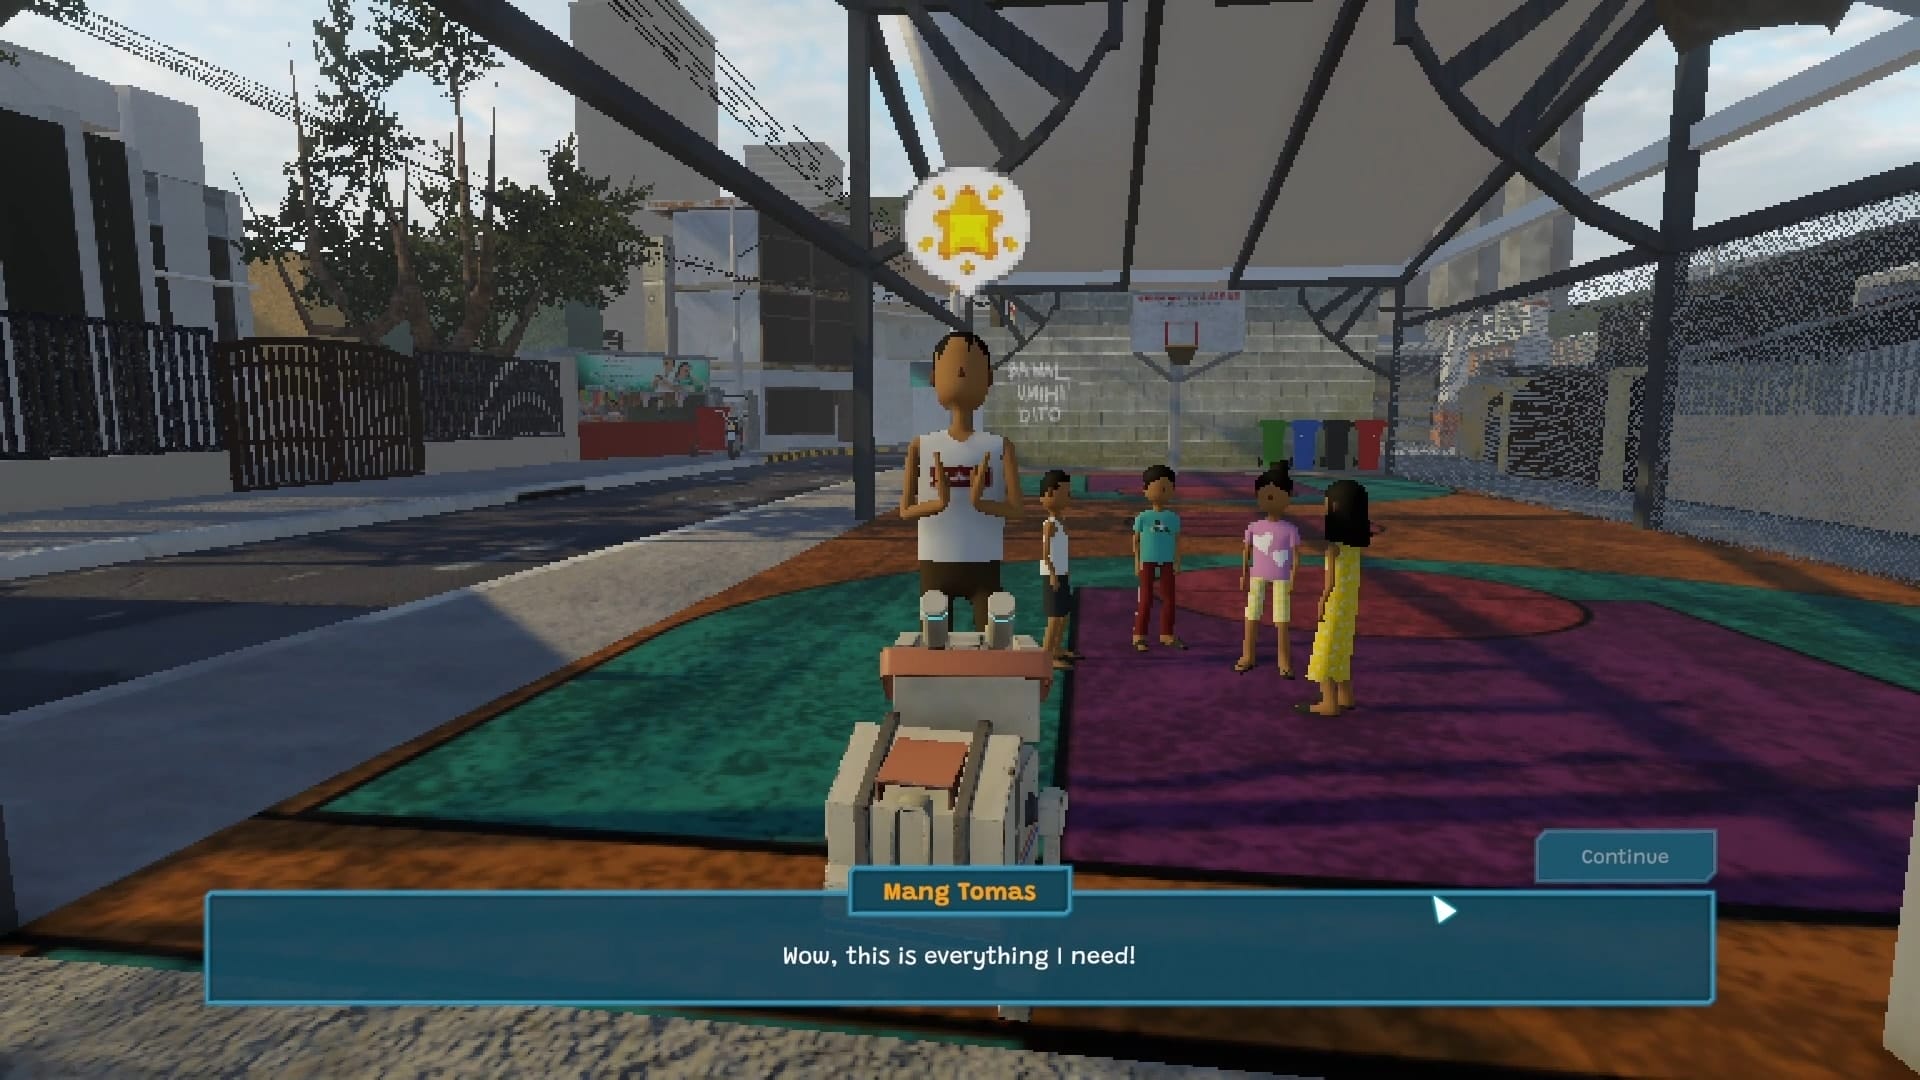 BAWAL
UMIHI
DITO
Continue
Mang Tomas
Wow, this is everything I need!